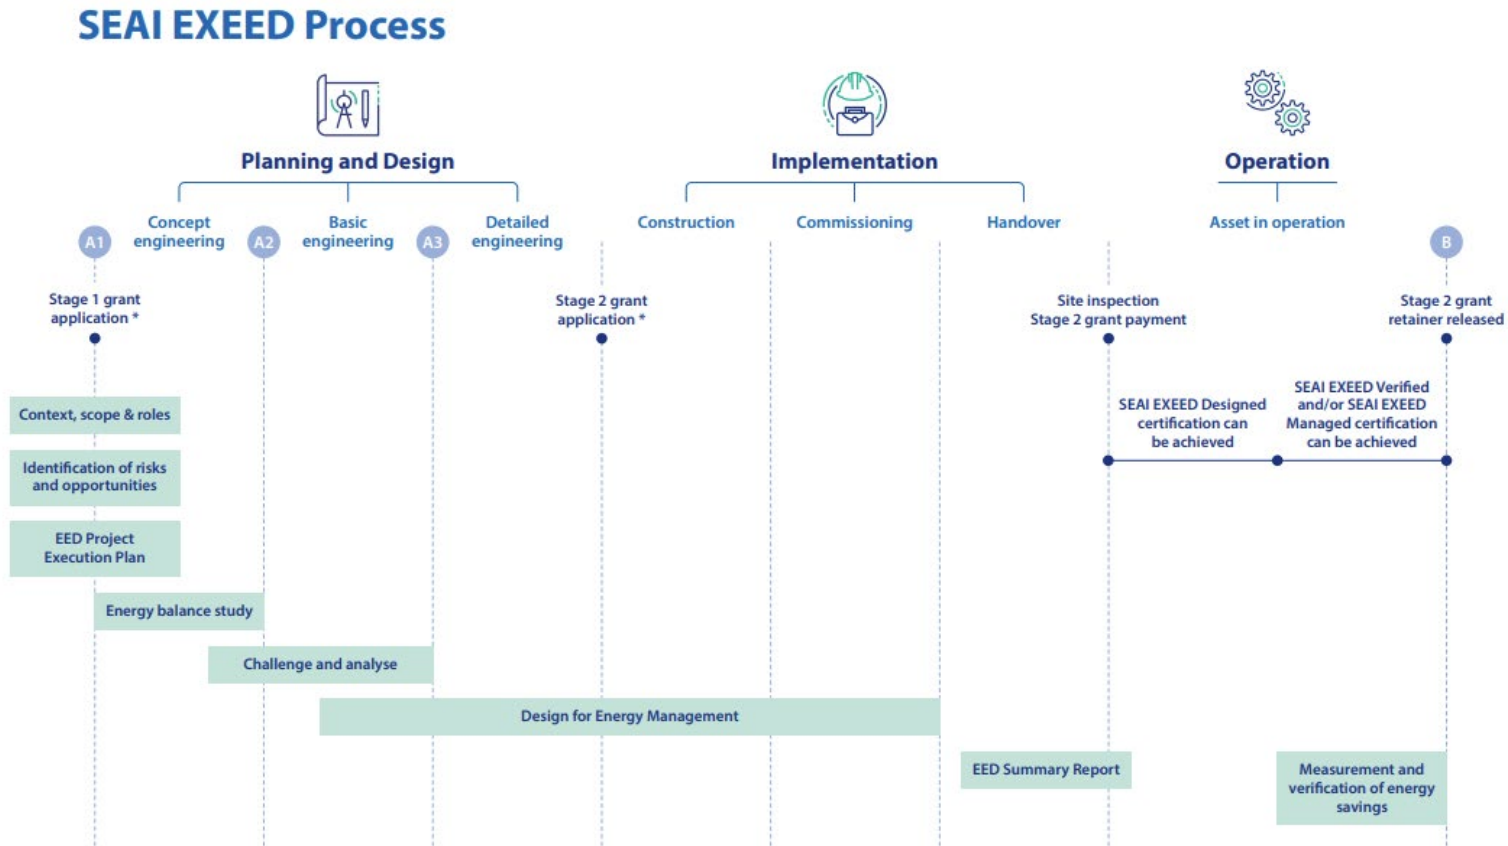 SEAI EXEED Process
Planning and Design
Implementation
Operation
Concept
engineering
Basic
engineering
Detailed
engineering
Construction
Commissioning
Handover
Asset in operation
A1
A2
A3
B
Stage 1 grant
application *
Stage 2 grant
application *
Site inspection
Stage 2 grant payment
Stage 2 grant
retainer released
SEAI EXEED Designed
certification can
be achieved
SEAI EXEED Verified
and/or SEAI EXEED
Managed certification
can be achieved
Context, scope & roles
Identification of risks
and opportunities
EED Project
Execution Plan
Energy balance study
Challenge and analyse
Design for Energy Management
EED Summary Report
Measurement and
verification of energy
savings